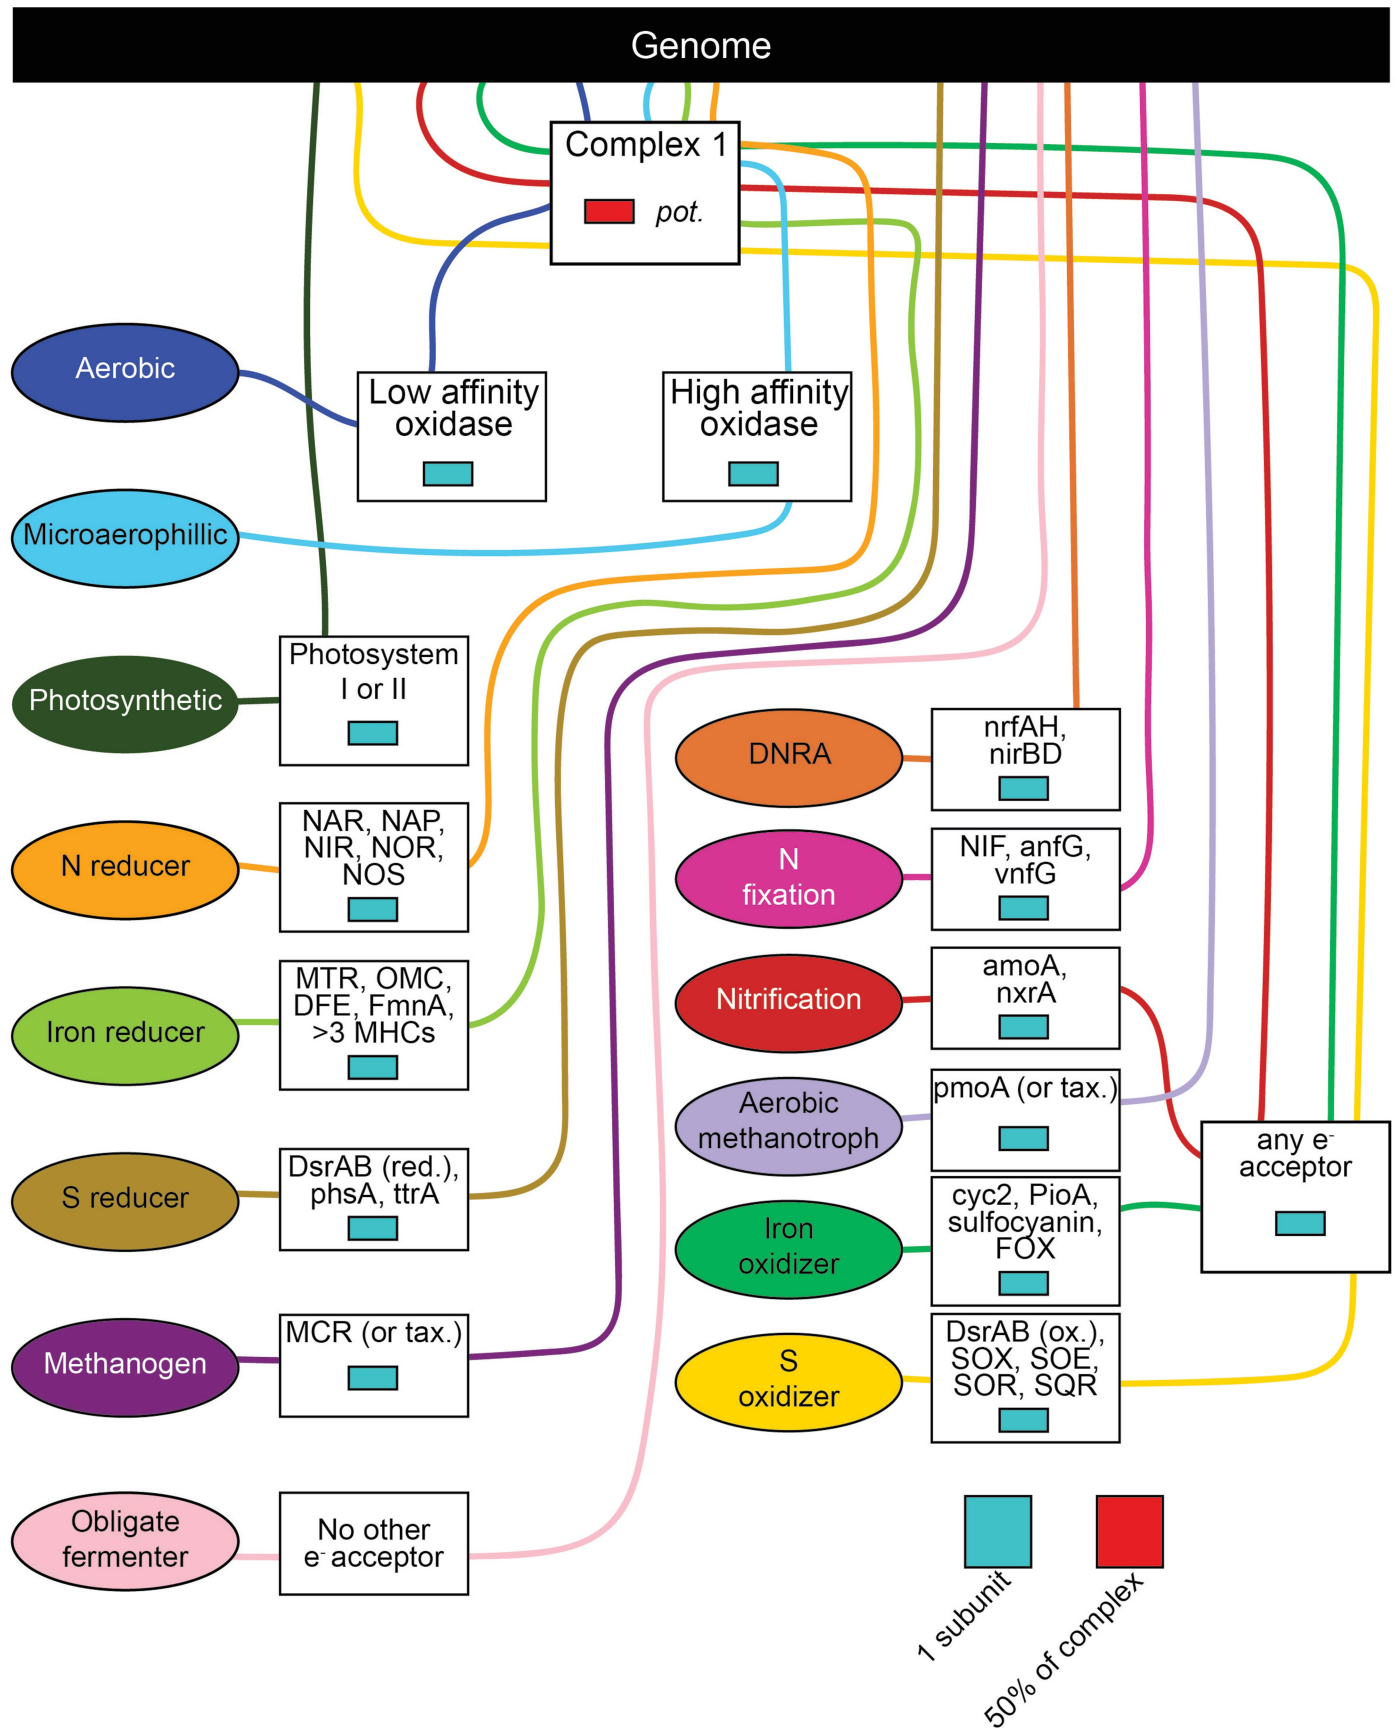 Genome
Complex 1
pot.
Aerobic
Low affinity
oxidase
High affinity
oxidase
Microaerophillic
Photosynthetic
Photosystem
I or II
N reducer
NAR, NAP,
NIR, NOR,
NOS
Iron reducer
MTR, OMC,
DFE, FmnA,
>3 MHCs
S reducer
DsrAB (red.),
phsA, ttrA
Methanogen
MCR (or tax.)
Obligate
fermenter
No other
e- acceptor
DNRA
nrfAH,
nirBD
N
fixation
NIF, anfG,
vnfG
Nitrification
amoA,
nxrA
Aerobic
methanotroph
pmoA (or tax.)
any e-
acceptor
Iron
oxidizer
cyc2, PioA,
sulfocyanin,
FOX
S
oxidizer
DsrAB (ox.),
SOX, SOE,
SOR, SQR
1 subunit
50% of complex